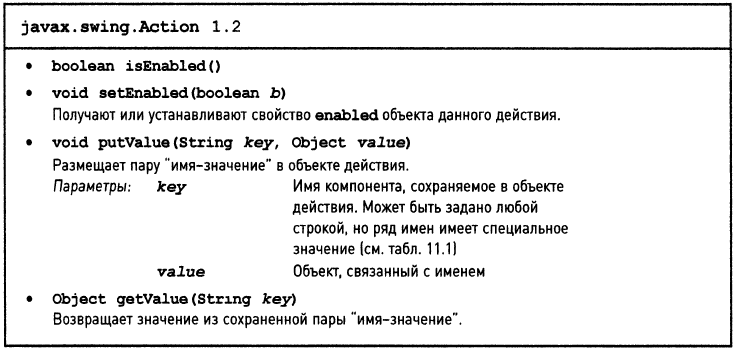 javax.swing.Action 1.2
• boolean isEnabled()
• void setEnabled(boolean b)
Получают или устанавливают свойство enabled объекта данного действия.
• void putValue(String key, Object value)
Размещает пару "имя-значение" в объекте действия.
Параметры: key Имя компонента, сохраняемое в объекте
действия. Может быть задано любой
строкой, но ряд имен имеет специальное
значение (см. табл. 11.1)
value Объект, связанный с именем
• Object getValue(String key)
Возвращает значение из сохраненной пары "имя-значение".